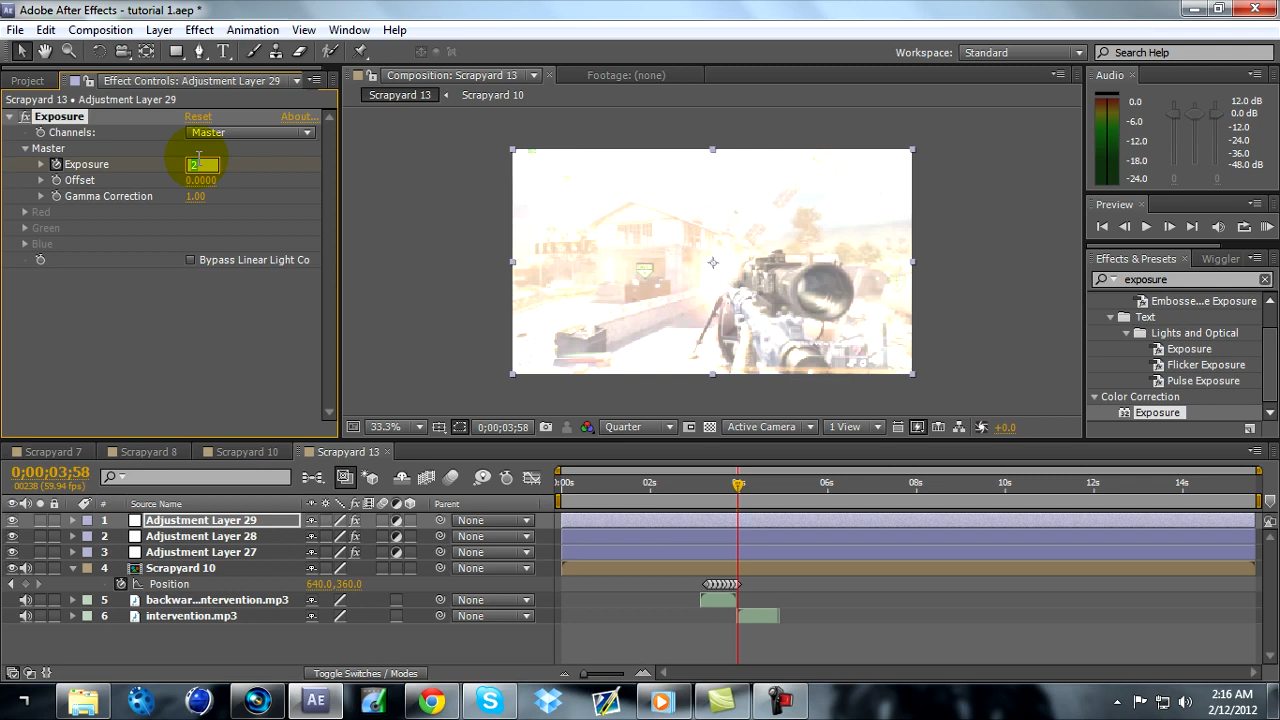 Adobe After Effects - tutorial 1.aep *
File Edit Composition Layer Effect Animation View Window Help
Workspace: Standard Search Help
Project Effect Controls: Adjustment Layer 29 Composition: Scrapyard 13 Footage: (none) Audio
Scrapyard 13 • Adjustment Layer 29
Scrapyard 13 Scrapyard 10
Exposure Reset About...
Channels: Master
Master
Exposure 2
Offset 0.0000
Gamma Correction 1.00
Red
Green
Blue
Bypass Linear Light Co
0.0 12.0 dB
-6.0 0.0 dB
-12.0 -12.0
-18.0 -24.0
-24.0 -36.0
-48.0 dB
Preview
Effects & Presets Wiggler
exposure
Embosse...e Exposure
Text
Lights and Optical
Exposure
Flicker Exposure
Pulse Exposure
Color Correction
Exposure
33.3% 0;00;03;58 Quarter Active Camera 1 View +0.0
Scrapyard 7 Scrapyard 8 Scrapyard 10 Scrapyard 13
0;00;03;58
00238 (59.94 fps)
:00s 02s 06s 08s 10s 12s 14s
# Source Name Parent
1 Adjustment Layer 29 None
2 Adjustment Layer 28 None
3 Adjustment Layer 27 None
4 Scrapyard 10 None
Position 640.0,360.0
5 backwar...ntervention.mp3 None
6 intervention.mp3 None
Toggle Switches / Modes
Ae
2:16 AM
2/12/2012